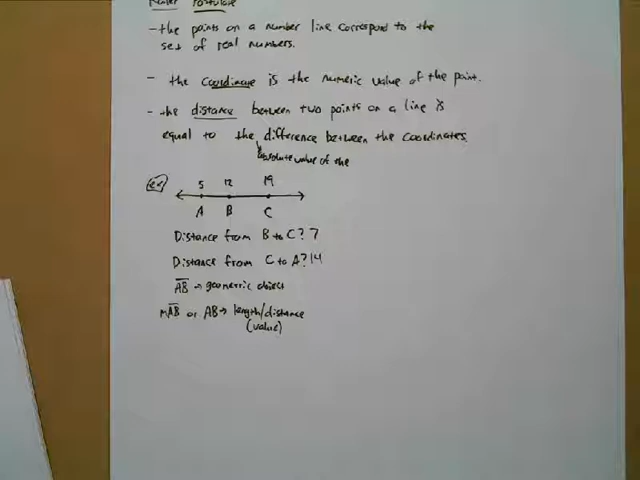 Ruler Postulate
- the points on a number line correspond to the
set of real numbers.
- the coordinate is the numeric value of the point.
- the distance between two points on a line is
equal to the difference between the coordinates.
absolute value of the
ex
5 12 19
A B C
Distance from B to C? 7
Distance from C to A? 14
A̅B̅ → geometric object
mA̅B̅ or AB → length/distance
(value)